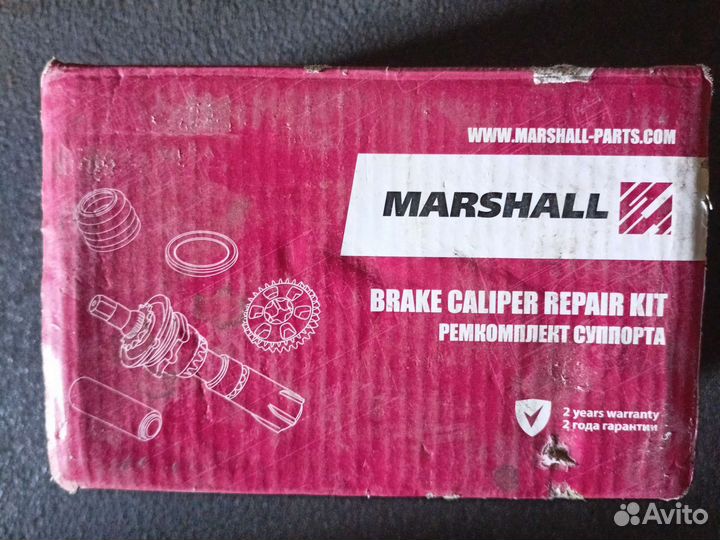 WWW.MARSHALL-PARTS.COM
MARSHALL
BRAKE CALIPER REPAIR KIT
РЕМКОМПЛЕКТ СУППОРТА
2 years warranty
2 года гарантии
Avito